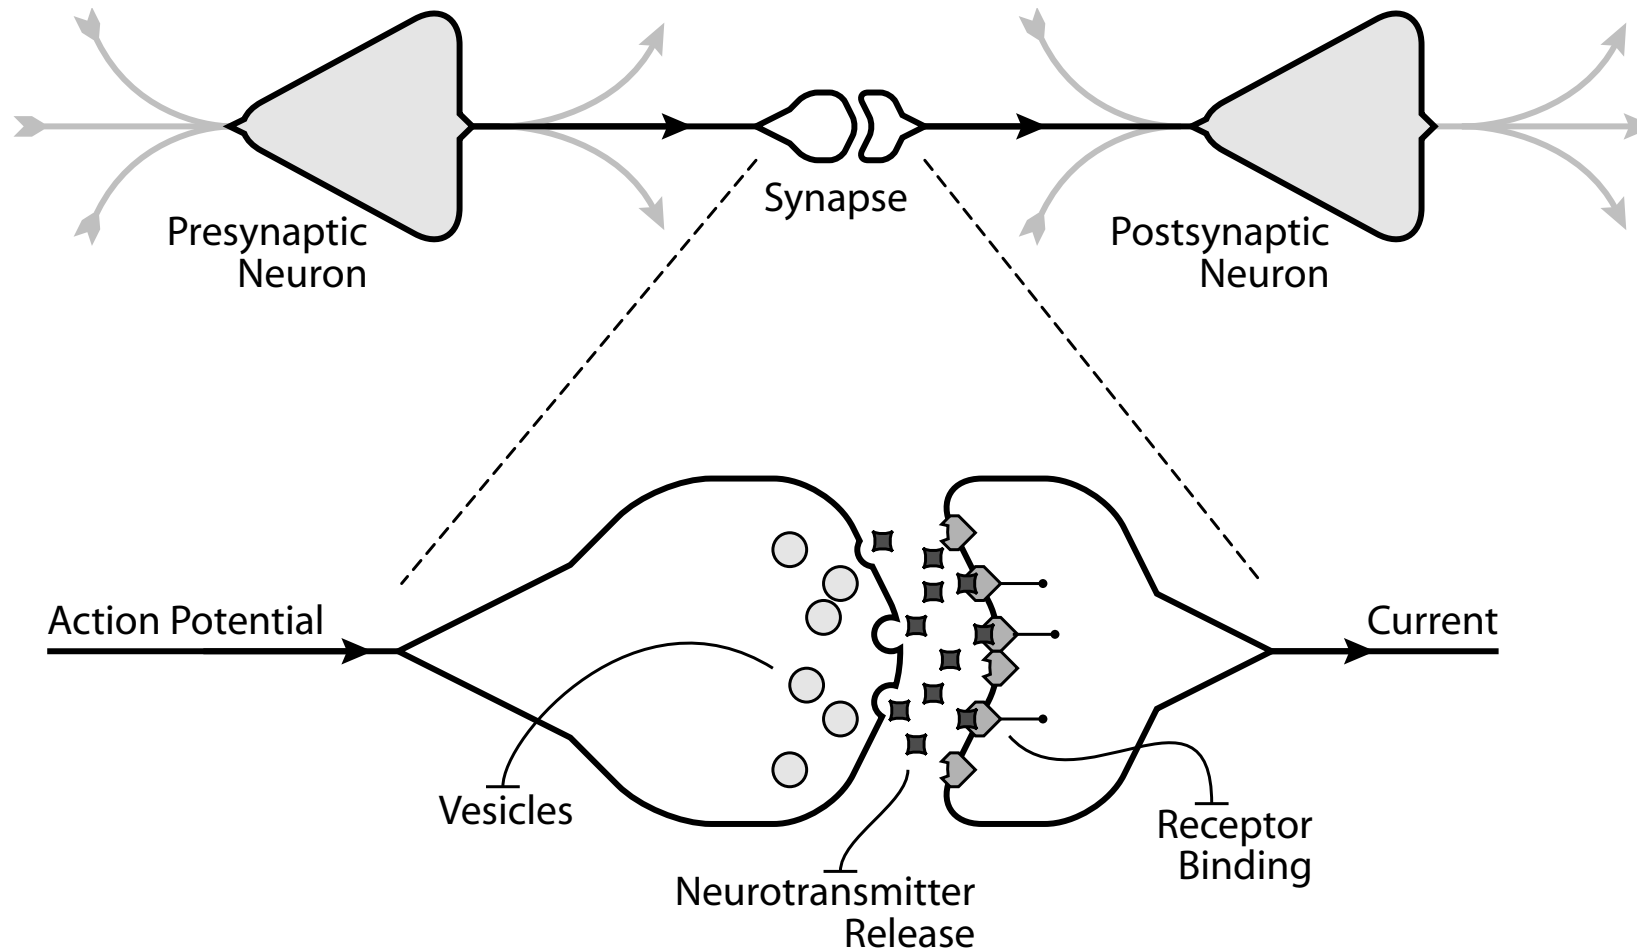 Synapse
Presynaptic
Neuron
Postsynaptic
Neuron
Action Potential
Current
Vesicles
Neurotransmitter
Release
Receptor
Binding